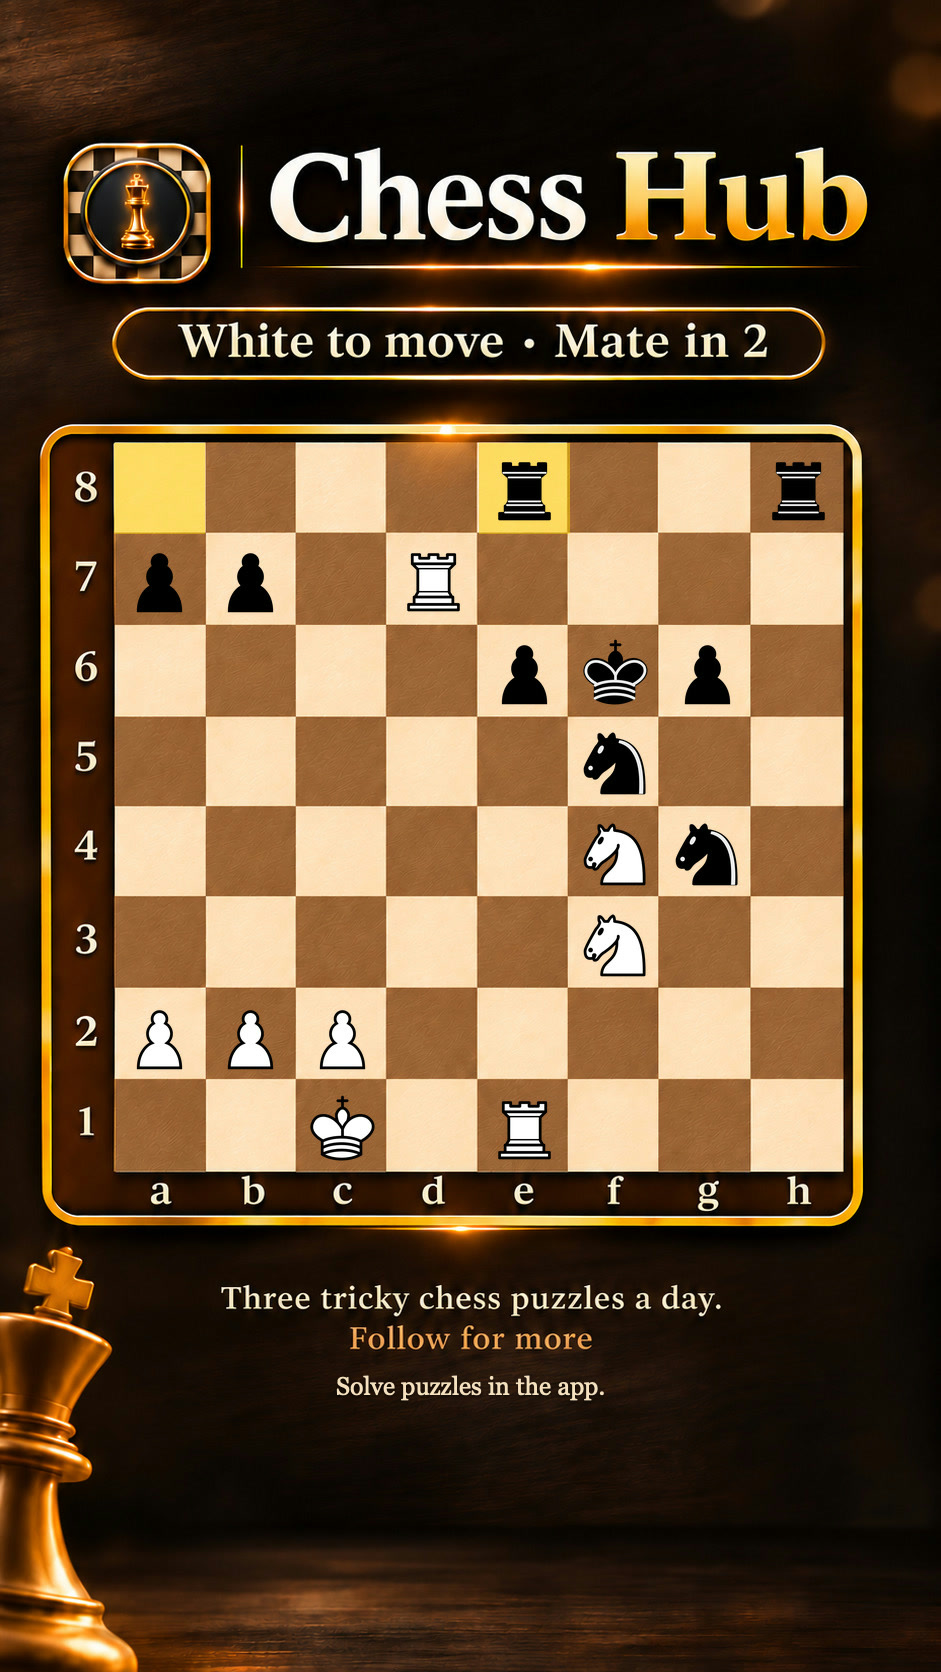 Chess Hub
White to move • Mate in 2
8
7
6
5
4
3
2
1
a b c d e f g h
Three tricky chess puzzles a day.
Follow for more
Solve puzzles in the app.